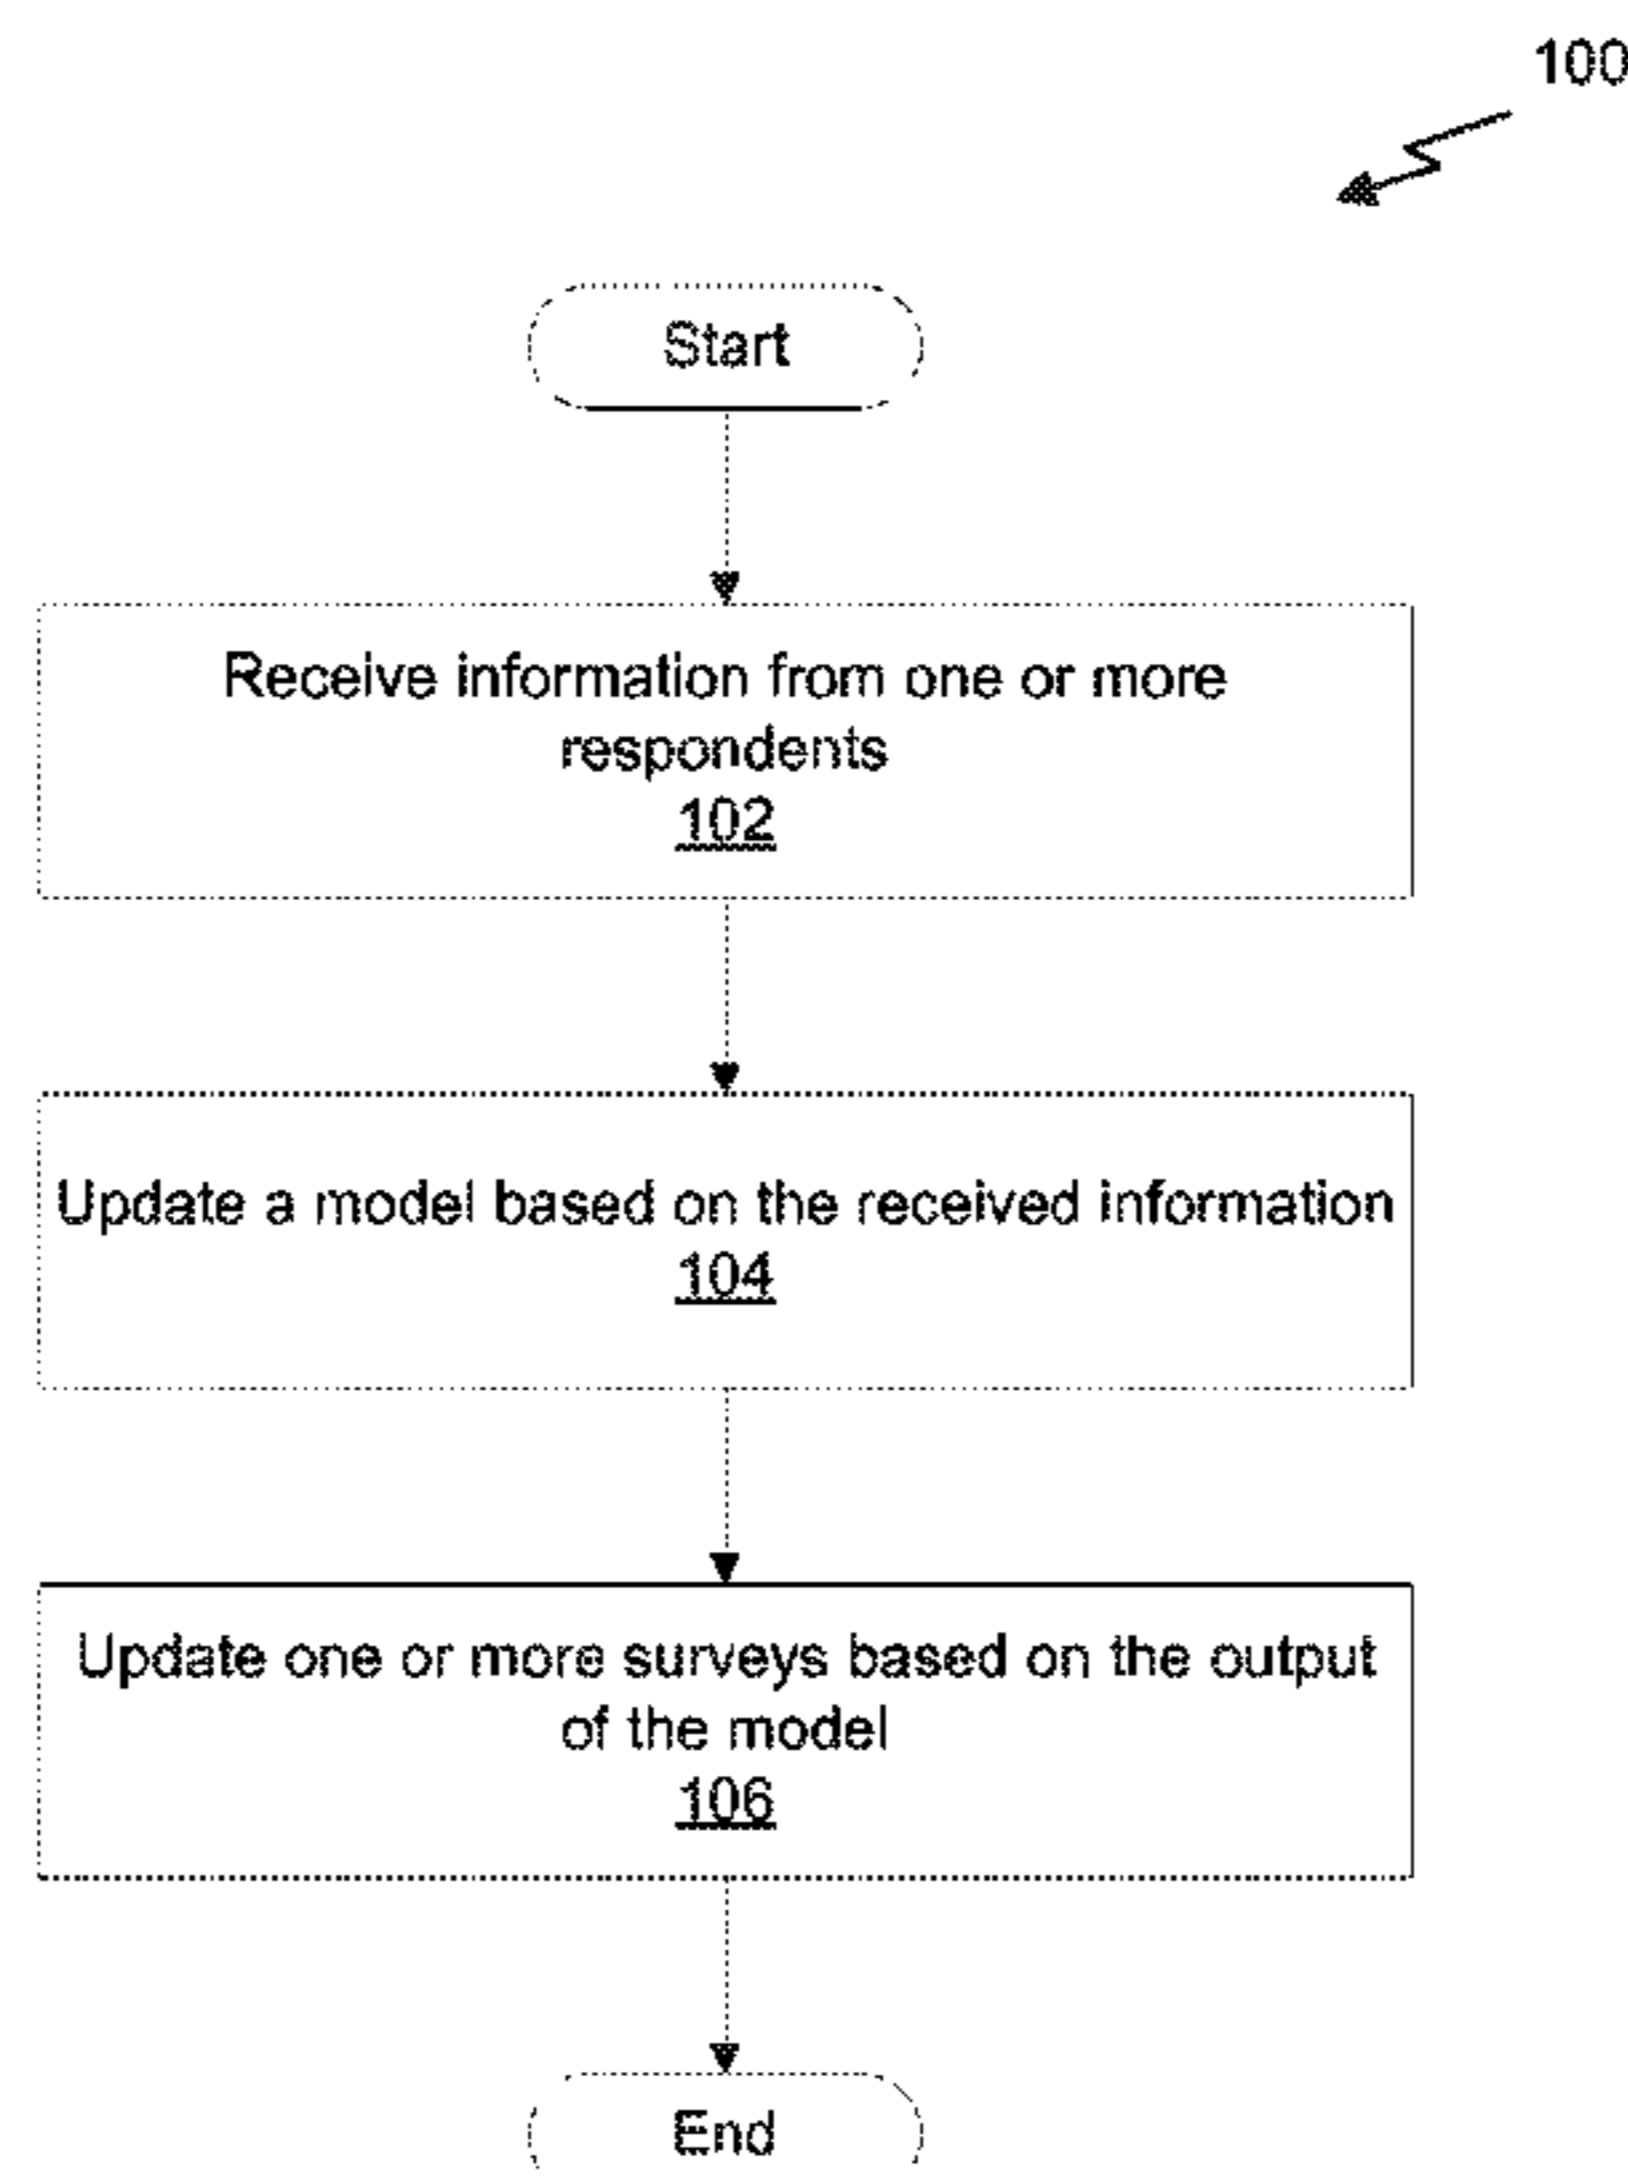 100
Start
Receive information from one or more
respondents
102
Update a model based on the received information
104
Update one or more surveys based on the output
of the model
106
End